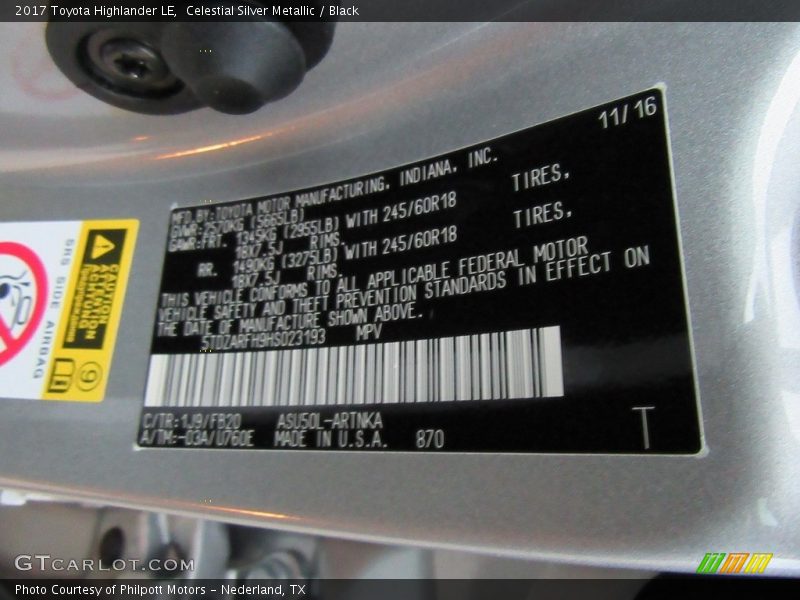 2017 Toyota Highlander LE, Celestial Silver Metallic / Black
11/16
MFD.BY:TOYOTA MOTOR MANUFACTURING, INDIANA, INC.
GVWR:2520KG (5665LB)
GAWR:FRT. 1345KG (2955LB) WITH 245/60R18 TIRES,
18X7.5J RIMS.
RR. 1490KG (3275LB) WITH 245/60R18 TIRES,
18X7.5J RIMS.
THIS VEHICLE CONFORMS TO ALL APPLICABLE FEDERAL MOTOR
VEHICLE SAFETY AND THEFT PREVENTION STANDARDS IN EFFECT ON
THE DATE OF MANUFACTURE SHOWN ABOVE.
5TDZARFH9HS023193 MPV
C/TR:1J9/FB20 ASU50L-ARTNKA
A/TM:-03A/U760E MADE IN U.S.A. 870
T
SRS SIDE AIRBAG
9
GTCARLOT.COM
Photo Courtesy of Philpott Motors - Nederland, TX